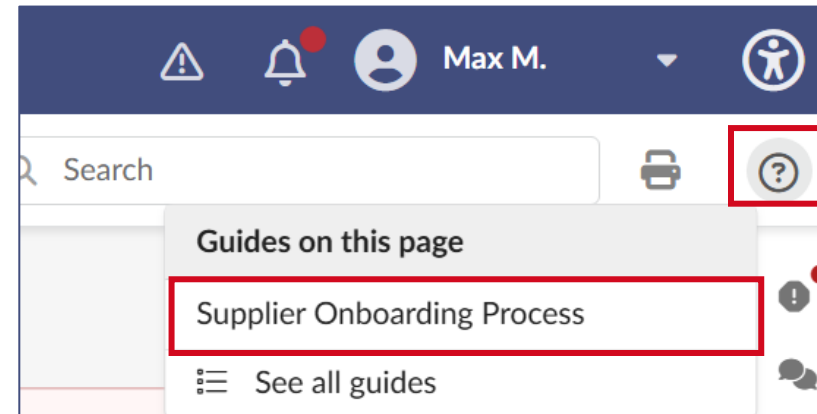 Max M.
Search
Guides on this page
Supplier Onboarding Process
See all guides